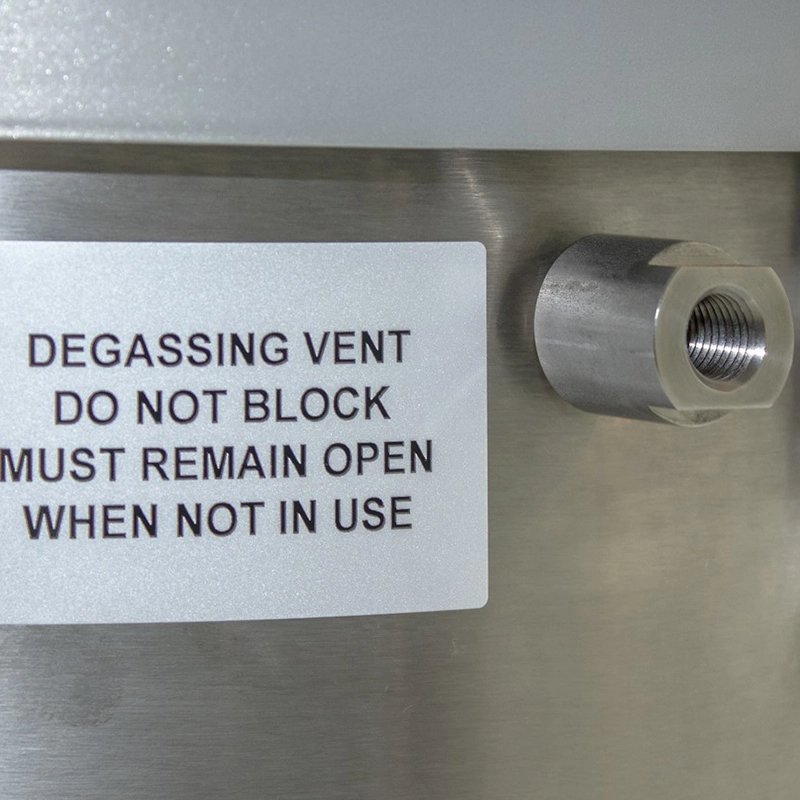 DEGASSING VENT
DO NOT BLOCK
MUST REMAIN OPEN
WHEN NOT IN USE